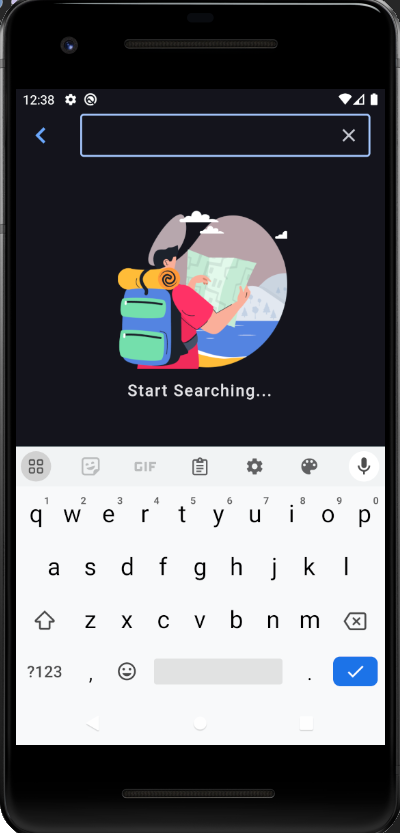 12:38
Start Searching...
GIF
1 2 3 4 5 6 7 8 9 0
q w e r t y u i o p
a s d f g h j k l
z x c v b n m
?123 , .